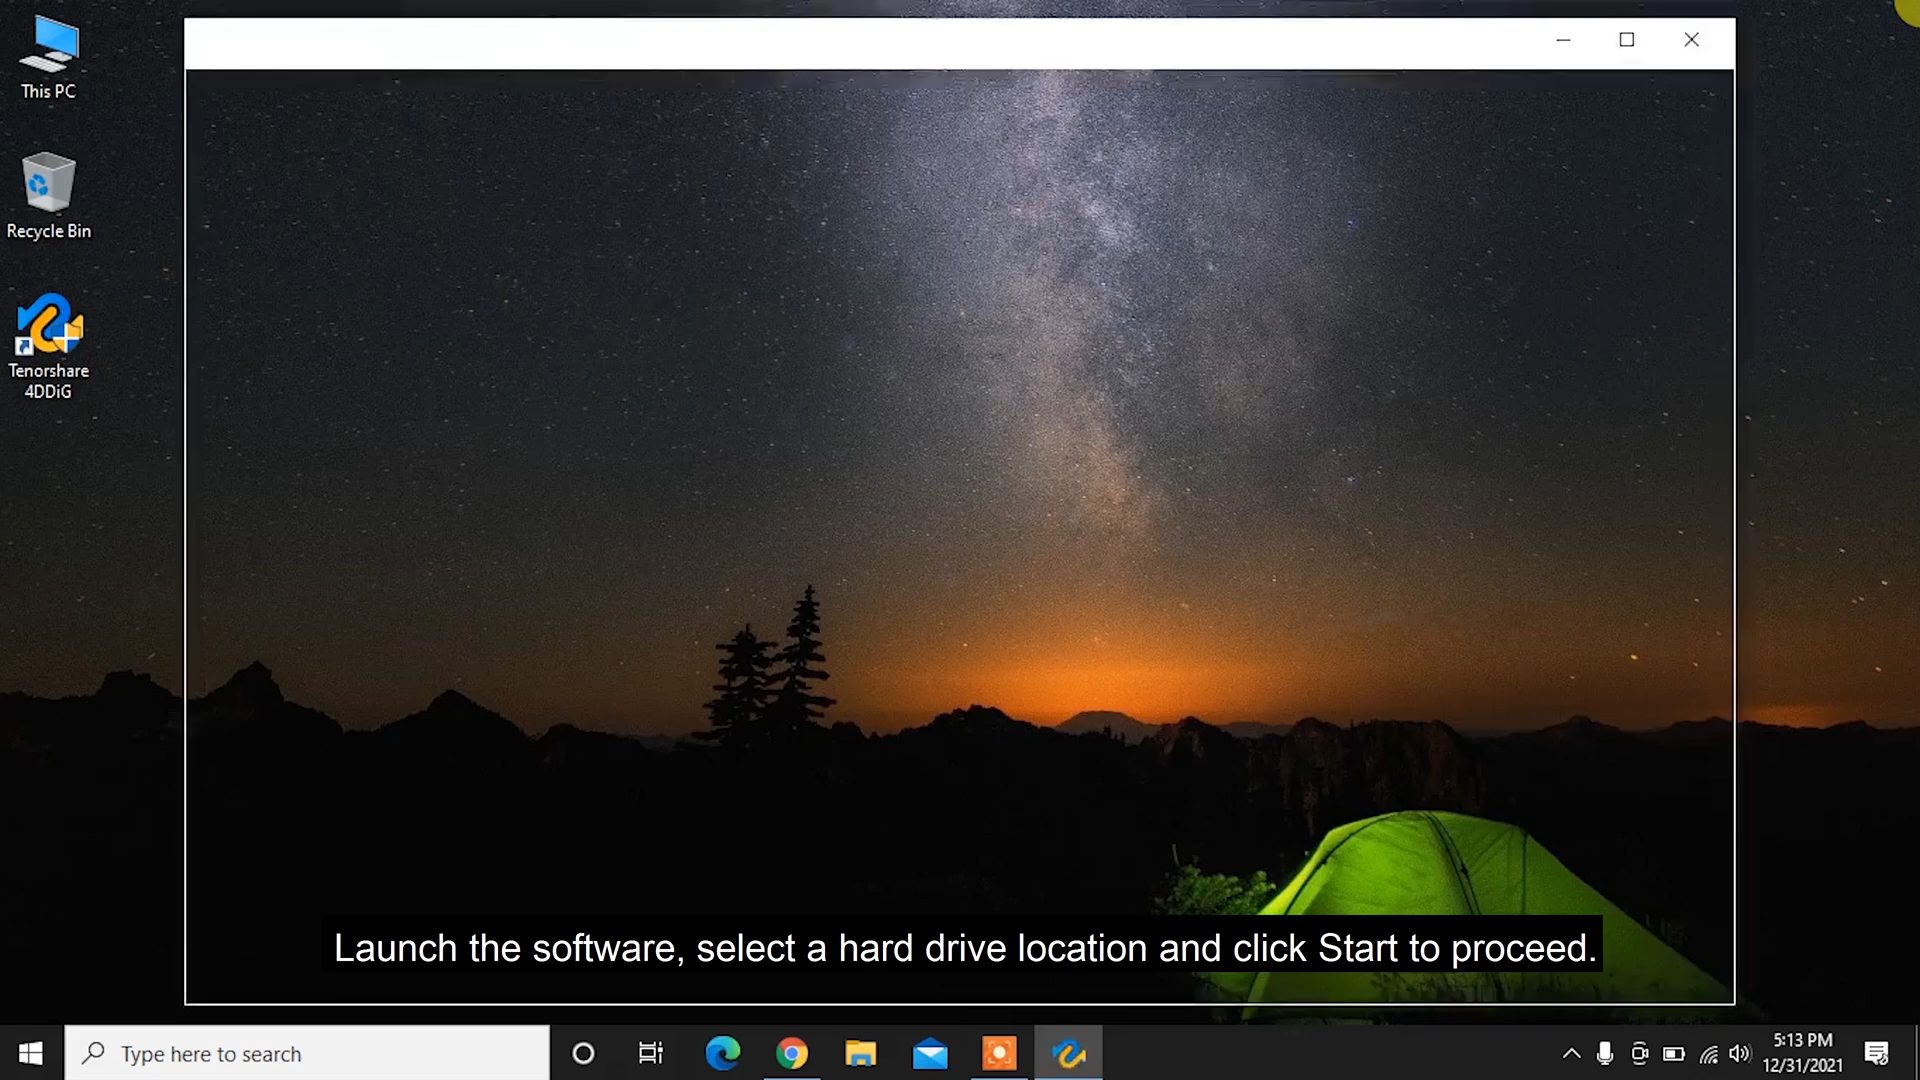 This PC
Recycle Bin
Tenorshare
4DDiG
Launch the software, select a hard drive location and click Start to proceed.
Type here to search
5:13 PM
12/31/2021